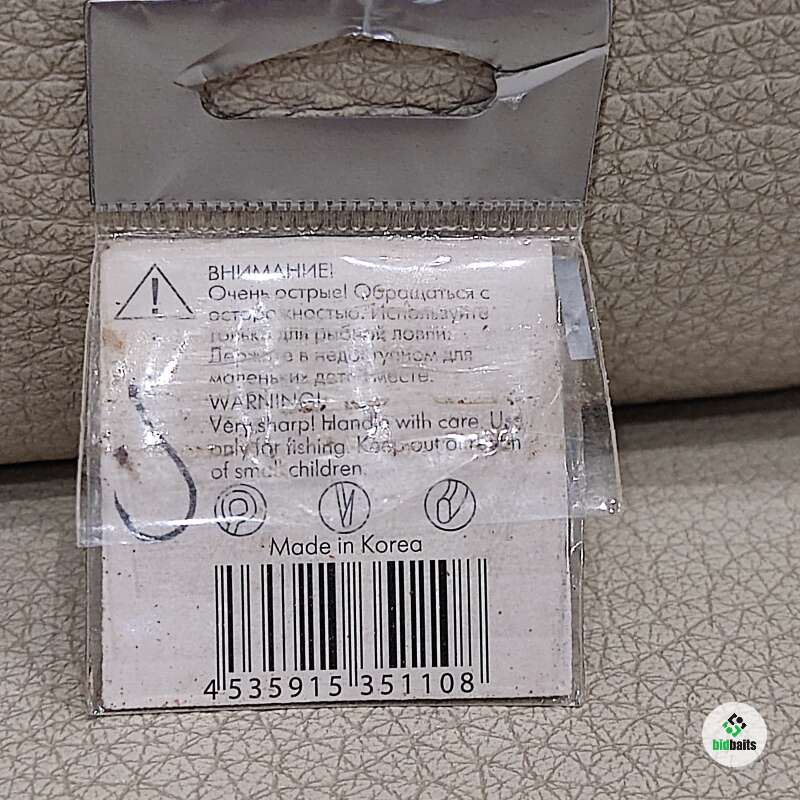 ВНИМАНИЕ!
Очень острые! Обращаться с
осторожностью. Используйте
только для рыбной ловли.
Держите в недоступном для
маленьких детей месте.
WARNING!
Very sharp! Handle with care. Use
only for fishing. Keep out of reach
of small children.
Made in Korea
4 535915 351108
bidbaits